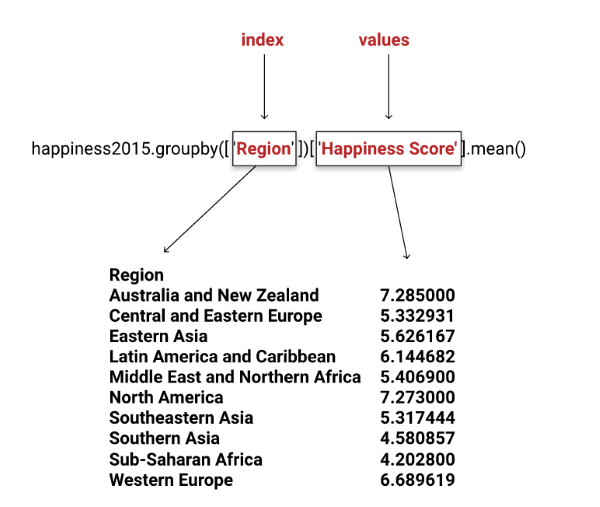 index values
happiness2015.groupby(['Region'])['Happiness Score'].mean()
Region
Australia and New Zealand 7.285000
Central and Eastern Europe 5.332931
Eastern Asia 5.626167
Latin America and Caribbean 6.144682
Middle East and Northern Africa 5.406900
North America 7.273000
Southeastern Asia 5.317444
Southern Asia 4.580857
Sub-Saharan Africa 4.202800
Western Europe 6.689619